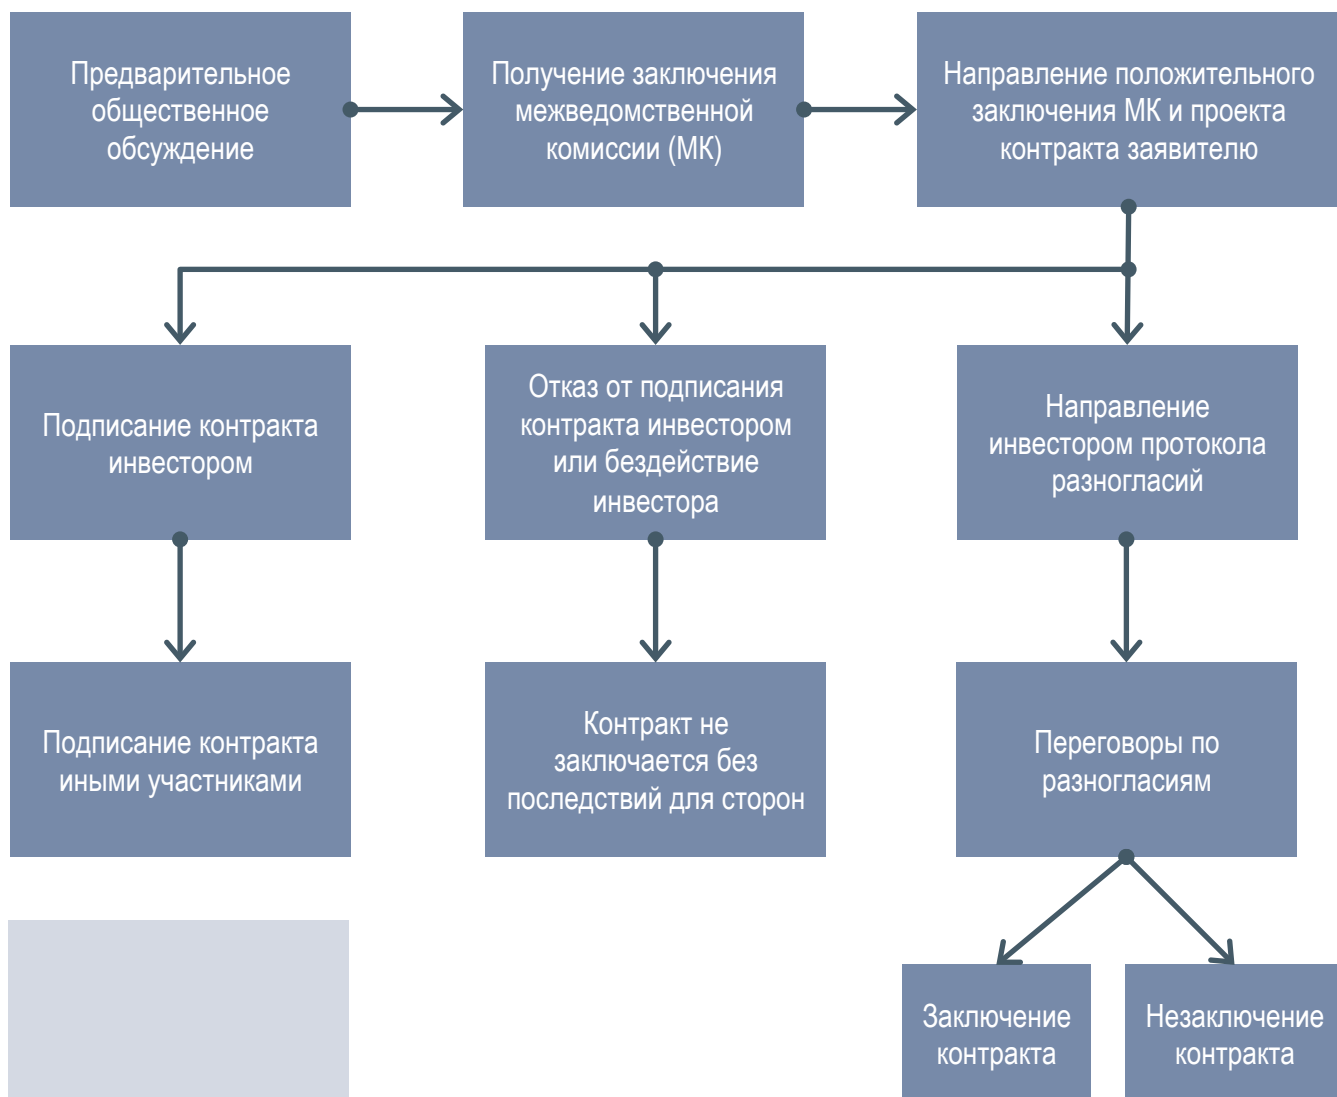 Предварительное
общественное
обсуждение
Получение заключения
межведомственной
комиссии (МК)
Направление положительного
заключения МК и проекта
контракта заявителю
Подписание контракта
инвестором
Отказ от подписания
контракта инвестором
или бездействие
инвестора
Направление
инвестором протокола
разногласий
Подписание контракта
иными участниками
Контракт не
заключается без
последствий для сторон
Переговоры по
разногласиям
Заключение
контракта
Незаключение
контракта